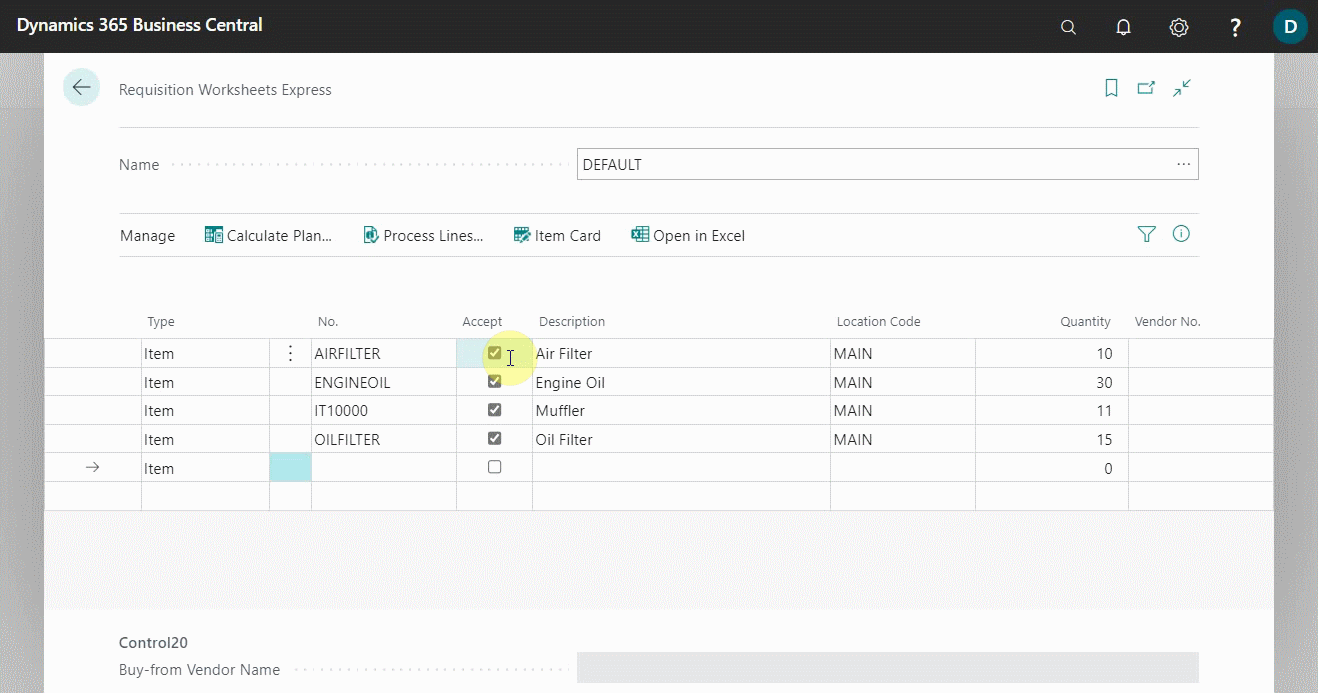 Dynamics 365 Business Central
? D
Requisition Worksheets Express
Name DEFAULT ...
Manage Calculate Plan... Process Lines... Item Card Open in Excel
Type No. Accept Description Location Code Quantity Vendor No.
Item AIRFILTER Air Filter MAIN 10
Item ENGINEOIL Engine Oil MAIN 30
Item IT10000 Muffler MAIN 11
Item OILFILTER Oil Filter MAIN 15
Item 0
Control20
Buy-from Vendor Name